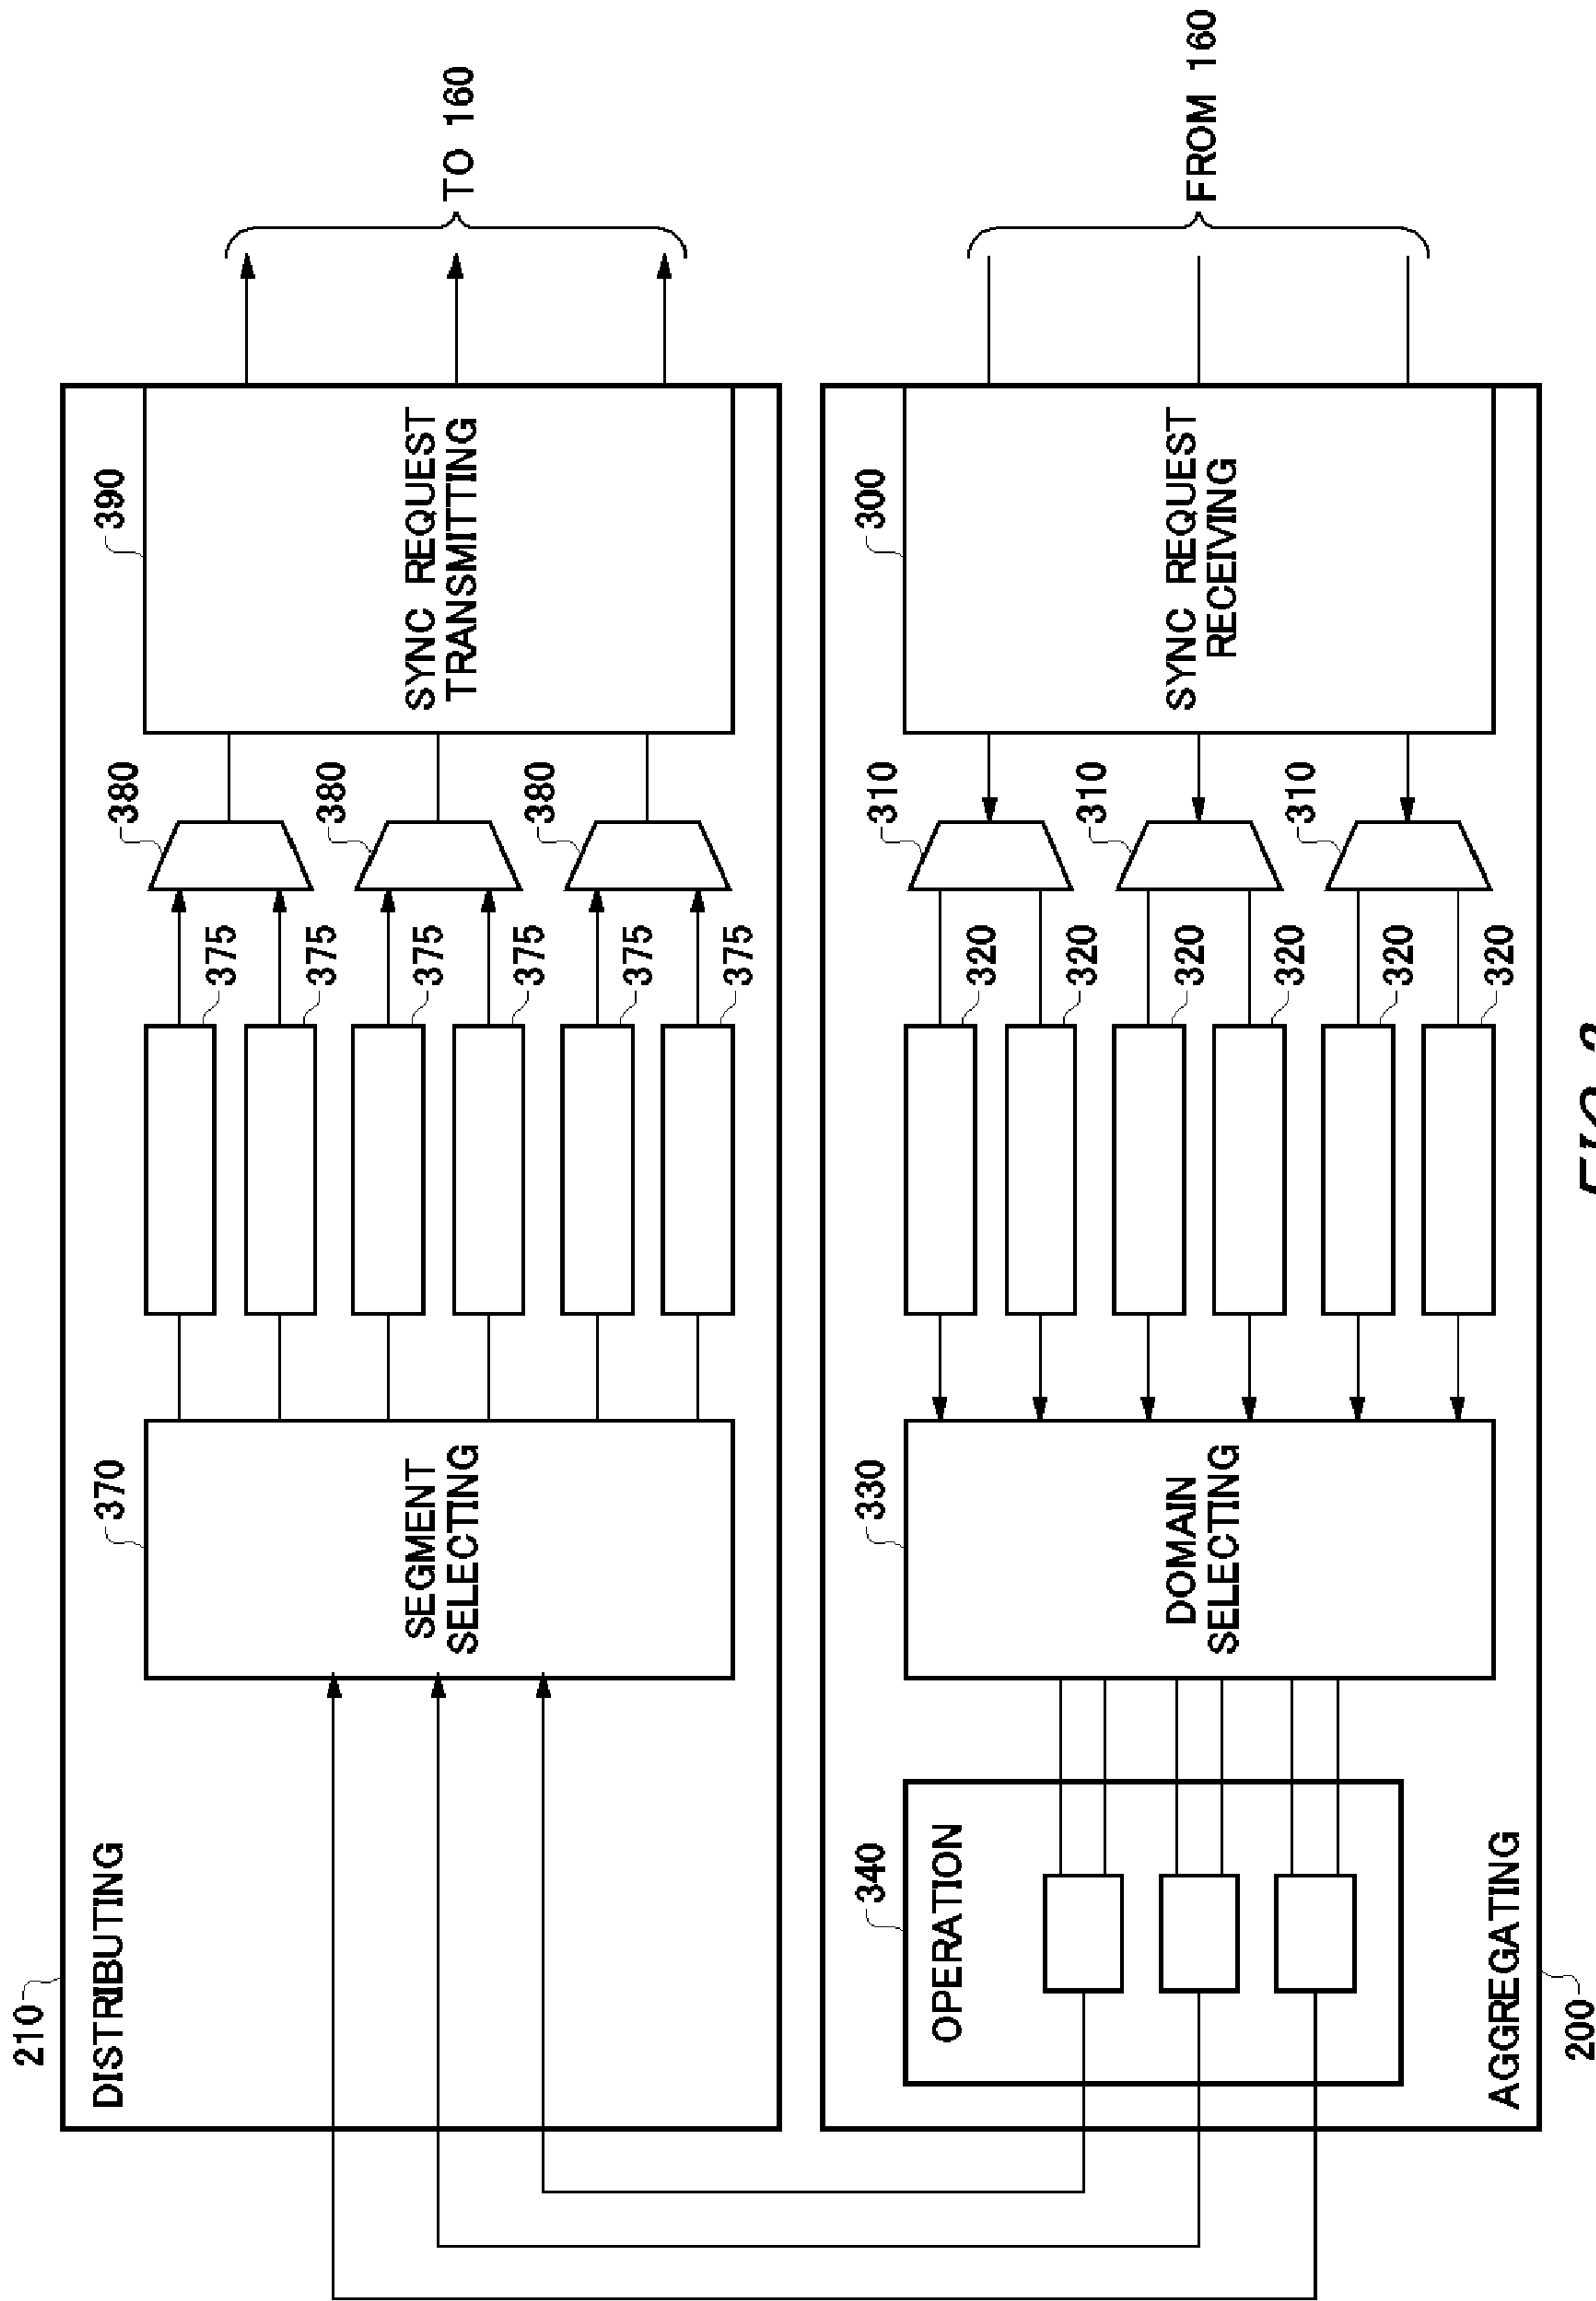 210
DISTRIBUTING
370
SEGMENT
SELECTING
375
375
375
375
375
375
380
380
380
390
SYNC REQUEST
TRANSMITTING
TO 160
340
OPERATION
330
DOMAIN
SELECTING
320
320
320
320
320
320
310
310
310
300
SYNC REQUEST
RECEIVING
FROM 160
AGGREGATING
200